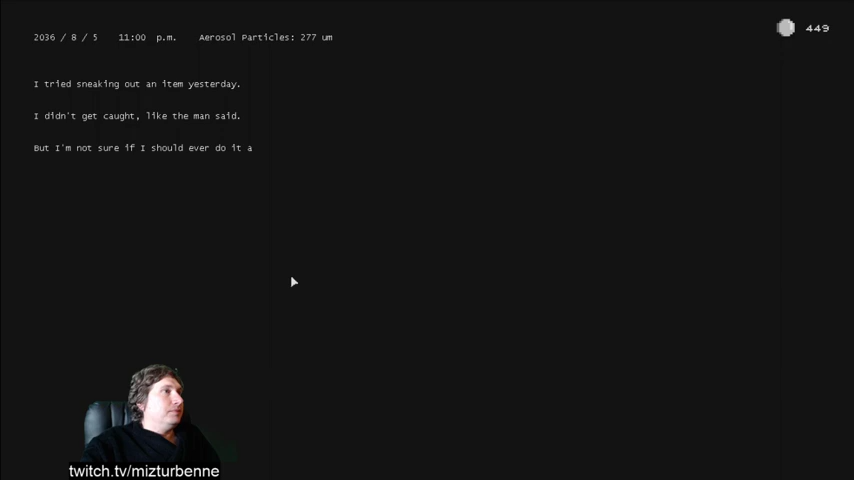 2036 / 8 / 5 11:00 p.m. Aerosol Particles: 277 um
449
I tried sneaking out an item yesterday.
I didn't get caught, like the man said.
But I'm not sure if I should ever do it a
twitch.tv/mizturbenne